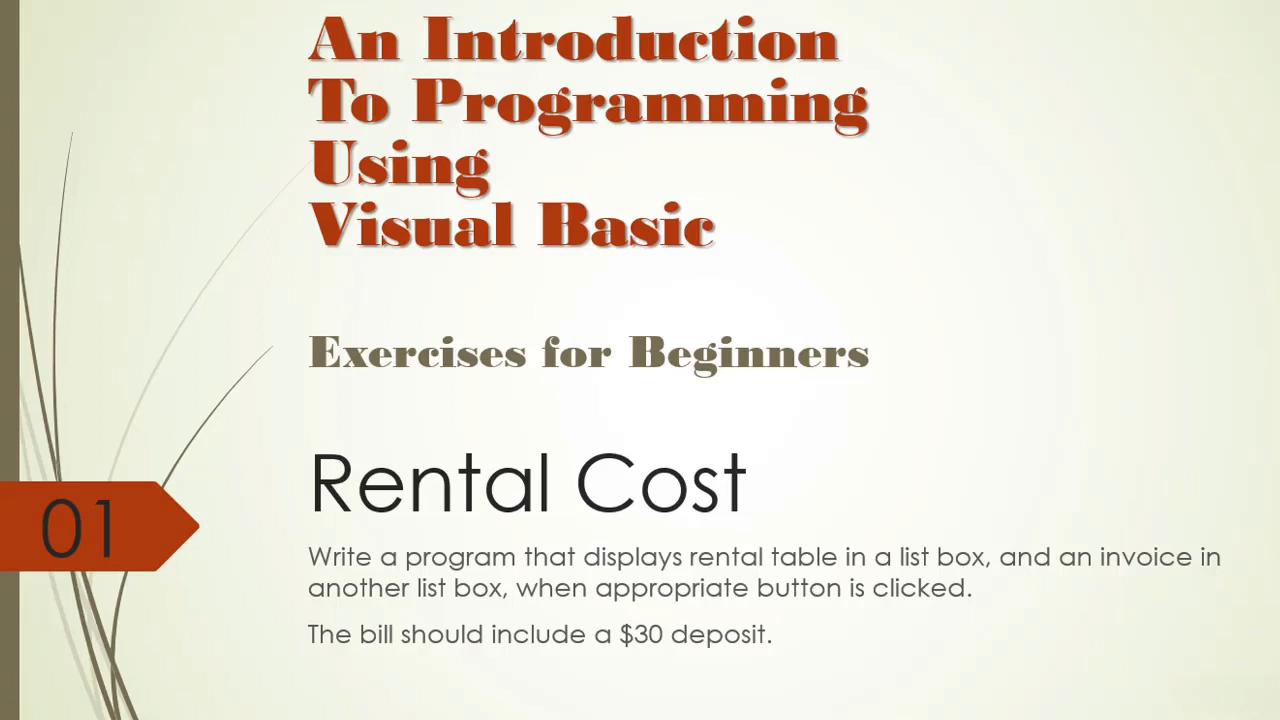 An Introduction
To Programming
Using
Visual Basic
Exercises for Beginners
Rental Cost
01
Write a program that displays rental table in a list box, and an invoice in
another list box, when appropriate button is clicked.
The bill should include a $30 deposit.